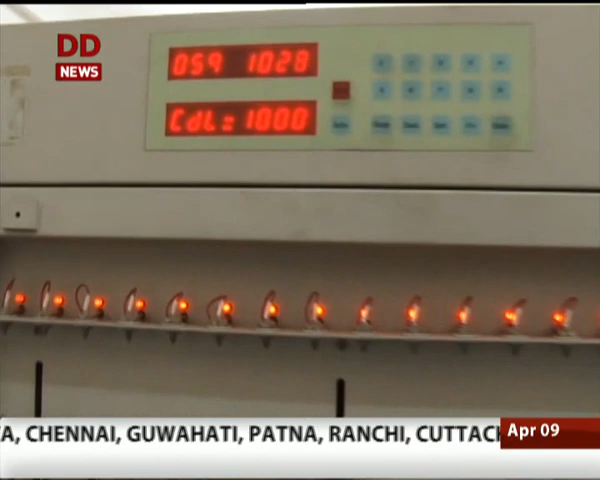 DD
NEWS
059 1028
CdL = 1000
A, CHENNAI, GUWAHATI, PATNA, RANCHI, CUTTAC
Apr 09